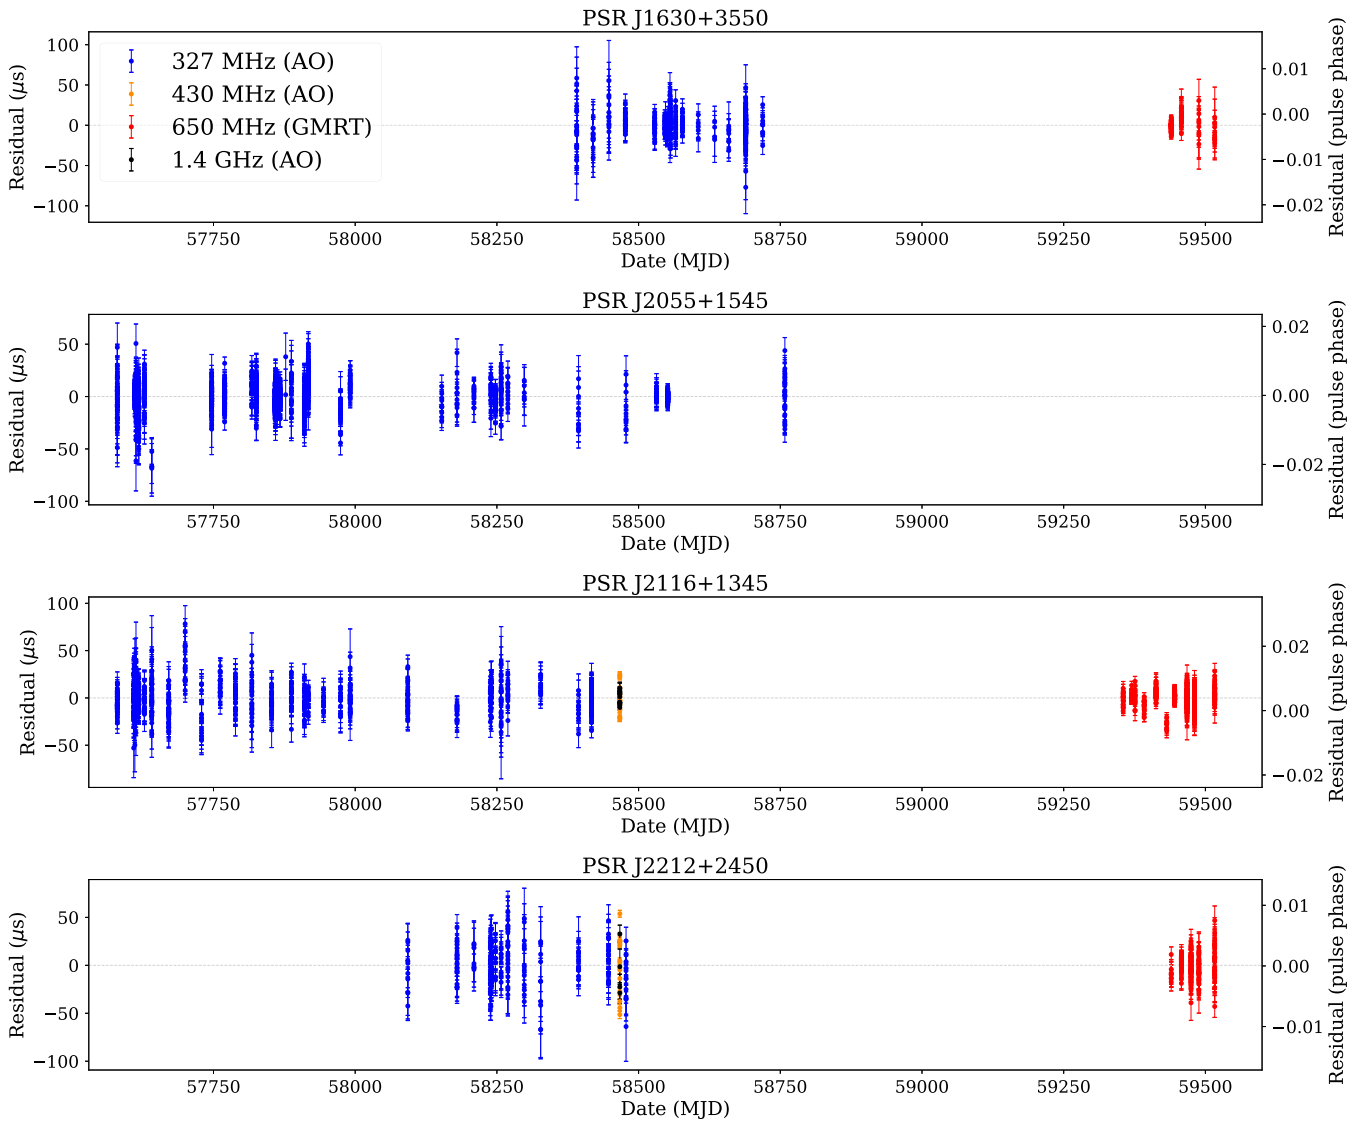 PSR J1630+3550
Residual (μs)
100
50
0
−50
−100
327 MHz (AO)
430 MHz (AO)
650 MHz (GMRT)
1.4 GHz (AO)
0.01
0.00
−0.01
−0.02
Residual (pulse phase)
57750 58000 58250 58500 58750 59000 59250 59500
Date (MJD)
PSR J2055+1545
Residual (μs)
50
0
−50
−100
0.02
0.00
−0.02
Residual (pulse phase)
57750 58000 58250 58500 58750 59000 59250 59500
Date (MJD)
PSR J2116+1345
Residual (μs)
100
50
0
−50
0.02
0.00
−0.02
Residual (pulse phase)
57750 58000 58250 58500 58750 59000 59250 59500
Date (MJD)
PSR J2212+2450
Residual (μs)
50
0
−50
−100
0.01
0.00
−0.01
Residual (pulse phase)
57750 58000 58250 58500 58750 59000 59250 59500
Date (MJD)